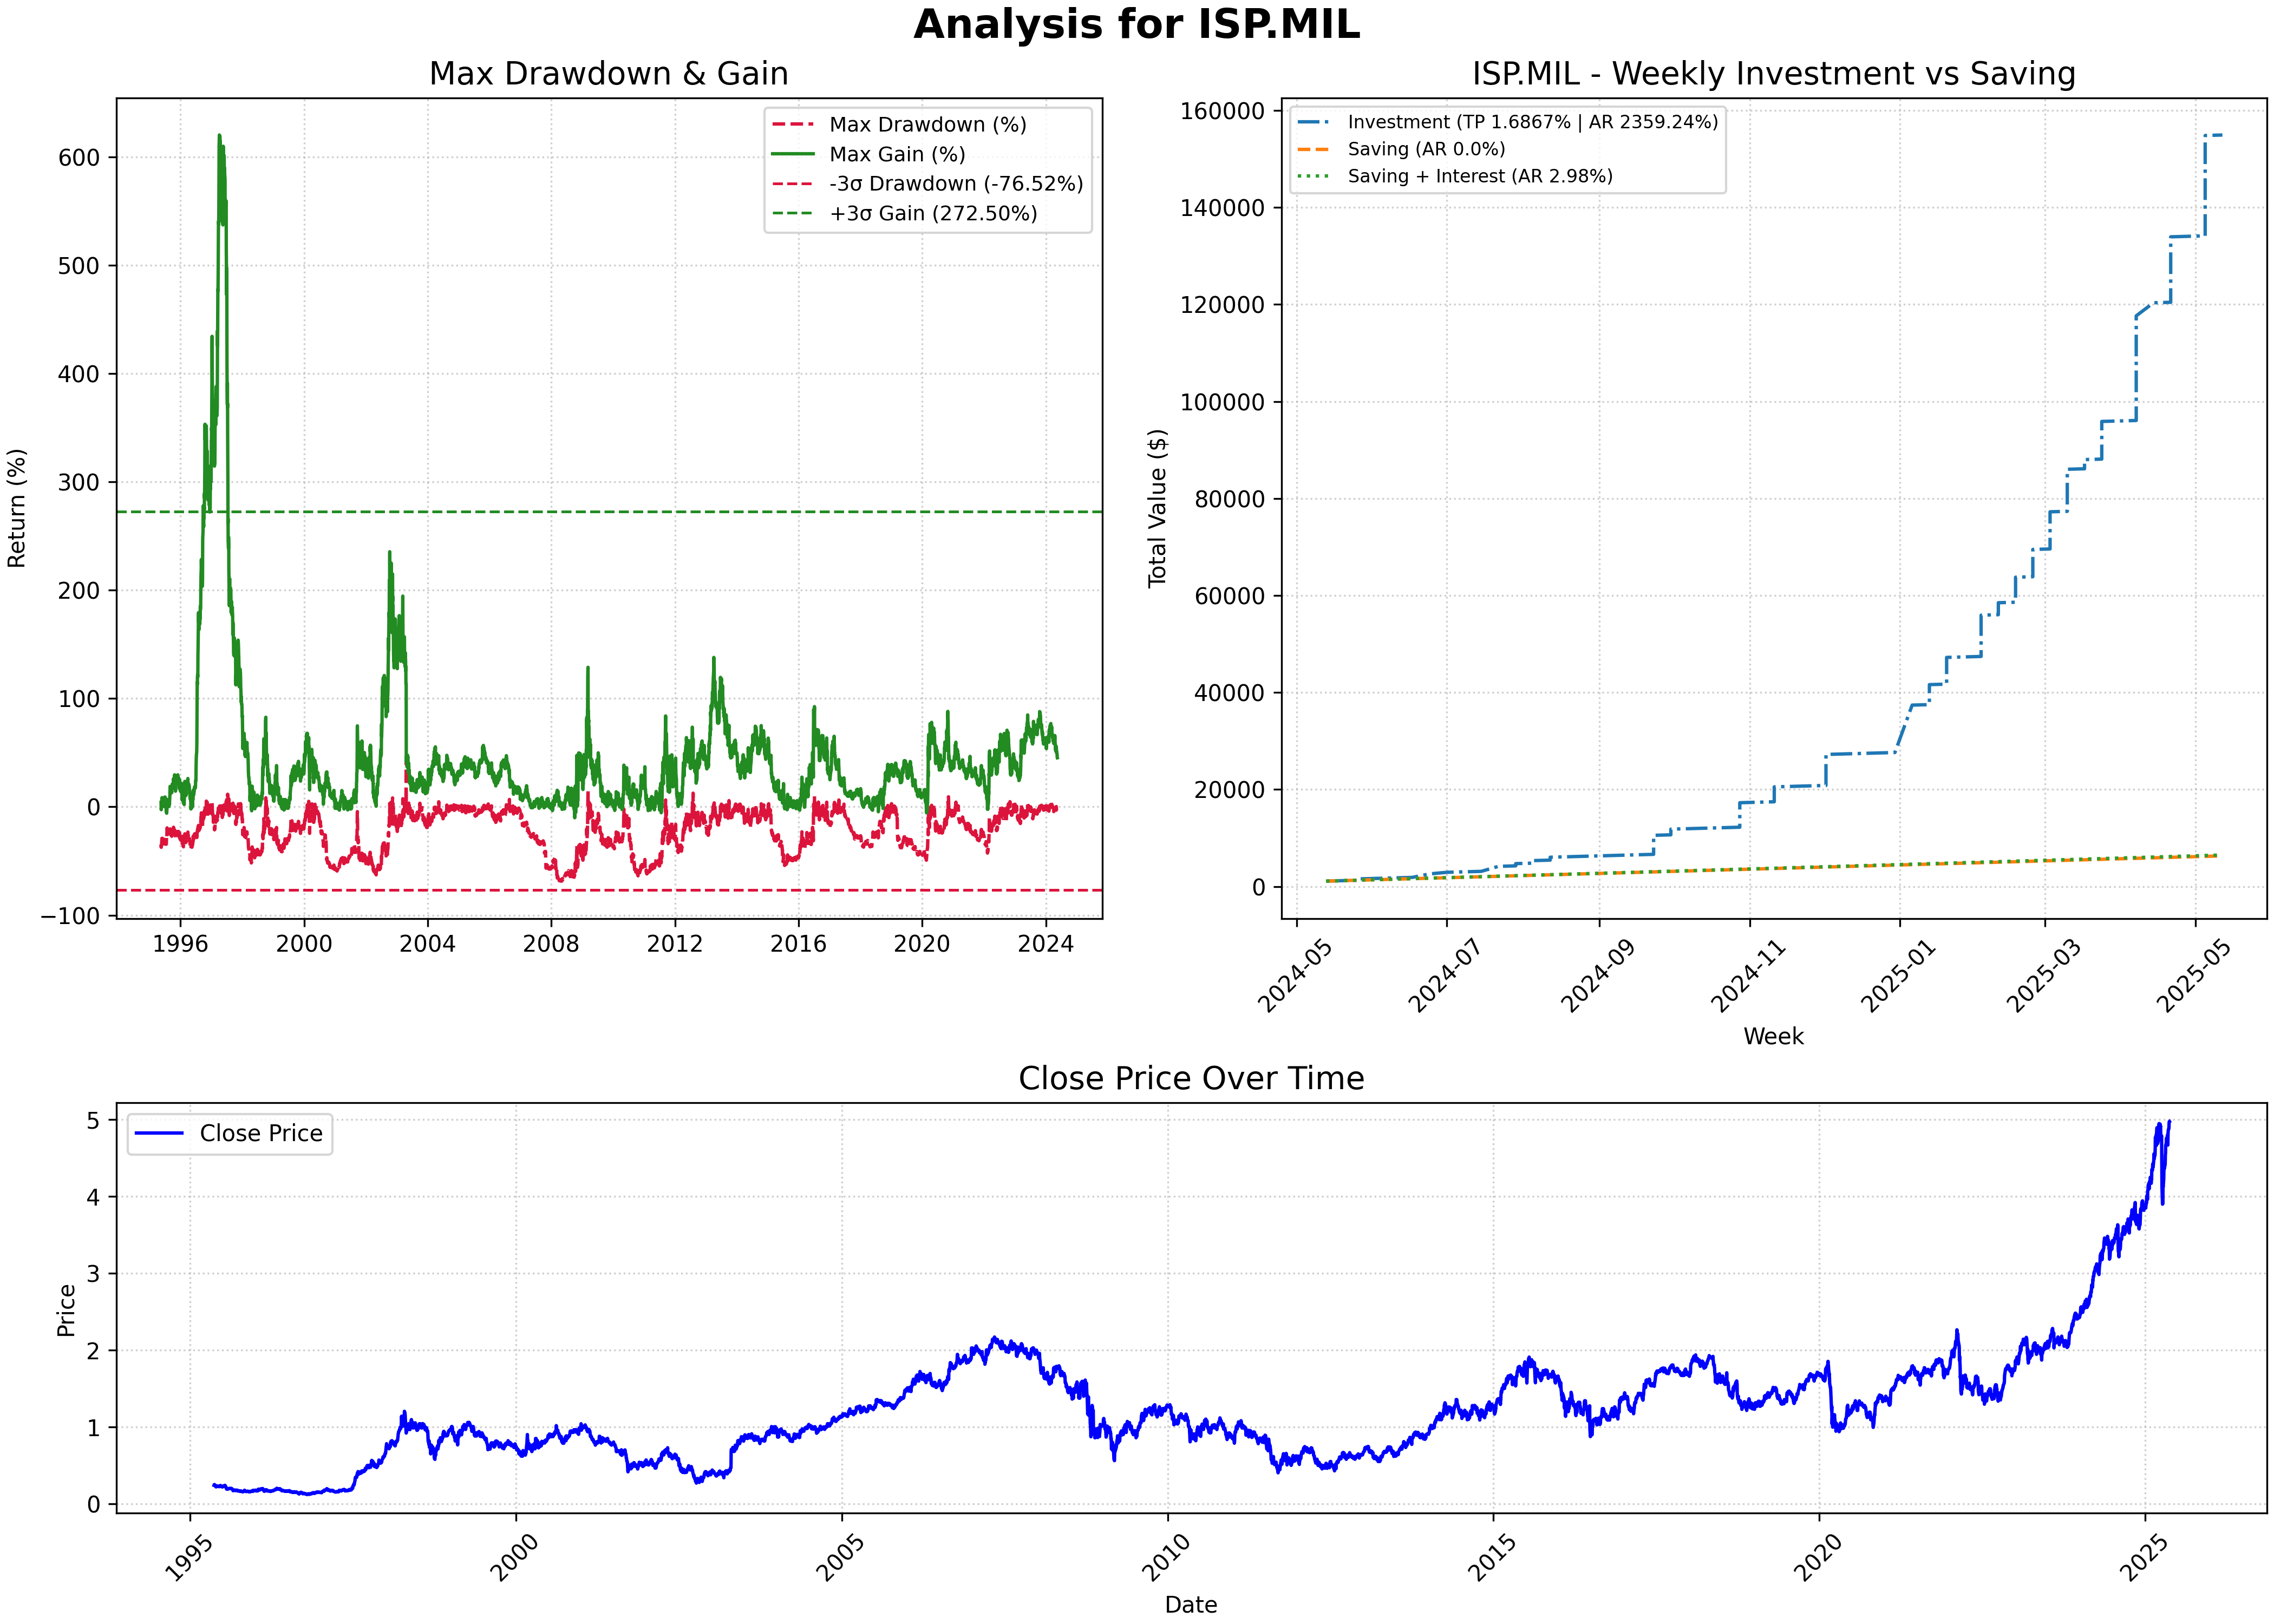 Analysis for ISP.MIL
Max Drawdown & Gain
Return (%)
600
500
400
300
200
100
0
−100
1996 2000 2004 2008 2012 2016 2020 2024
Max Drawdown (%)
Max Gain (%)
-3σ Drawdown (-76.52%)
+3σ Gain (272.50%)
ISP.MIL - Weekly Investment vs Saving
Total Value ($)
160000
140000
120000
100000
80000
60000
40000
20000
0
Investment (TP 1.6867% | AR 2359.24%)
Saving (AR 0.0%)
Saving + Interest (AR 2.98%)
2024-05 2024-07 2024-09 2024-11 2025-01 2025-03 2025-05
Week
Close Price Over Time
Price
5
4
3
2
1
0
Close Price
1995 2000 2005 2010 2015 2020 2025
Date